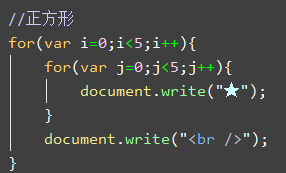 //正方形
for(var i=0;i<5;i++){
    for(var j=0;j<5;j++){
        document.write("★");
    }
    document.write("<br />");
}